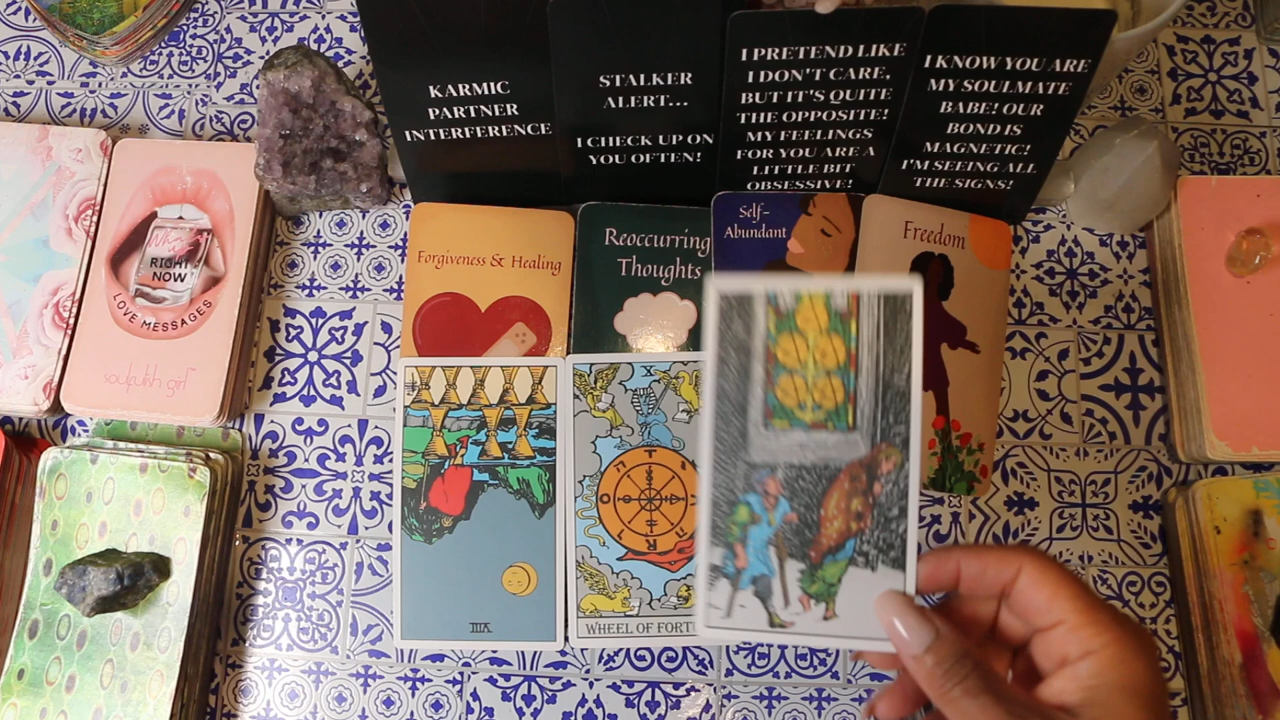 KARMIC
PARTNER
INTERFERENCE
STALKER
ALERT...
I CHECK UP ON
YOU OFTEN!
I PRETEND LIKE
I DON'T CARE,
BUT IT'S QUITE
THE OPPOSITE!
MY FEELINGS
FOR YOU ARE A
LITTLE BIT
OBSESSIVE!
I KNOW YOU ARE
MY SOULMATE
BABE! OUR
BOND IS
MAGNETIC!
I'M SEEING ALL
THE SIGNS!
RIGHT
NOW
LOVE MESSAGES
soulfulish girl
Forgiveness & Healing
Reoccurring
Thoughts
Self-
Abundant
Freedom
VIII
X
WHEEL OF FORT